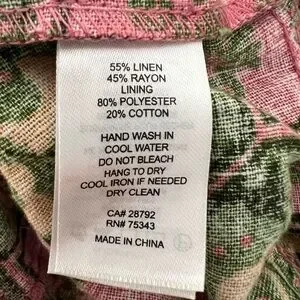 55% LINEN
45% RAYON
LINING
80% POLYESTER
20% COTTON
HAND WASH IN
COOL WATER
DO NOT BLEACH
HANG TO DRY
COOL IRON IF NEEDED
DRY CLEAN
CA# 28792
RN# 75343
MADE IN CHINA